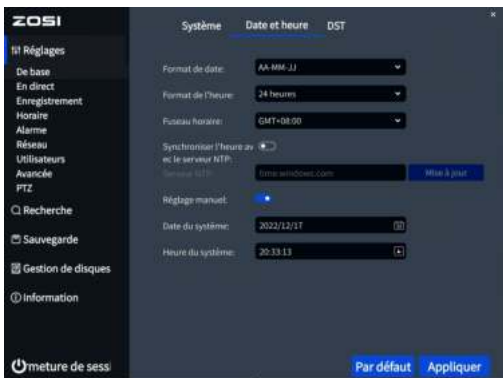 ZOSI
Système
Date et heure
DST
Réglages
De base
En direct
Enregistrement
Horaire
Alarme
Réseau
Utilisateurs
Avancée
PTZ
Recherche
Sauvegarde
Gestion de disques
Information
meture de sessi
Format de date:
AA-MM-JJ
Format de l'heure:
24 heures
Fuseau horaire:
GMT+08:00
Synchroniser l'heure av
ec le serveur NTP:
Serveur NTP:
time.windows.com
Mise à jour
Réglage manuel:
Date du système:
2022/12/17
Heure du système:
20:33:13
Par défaut
Appliquer